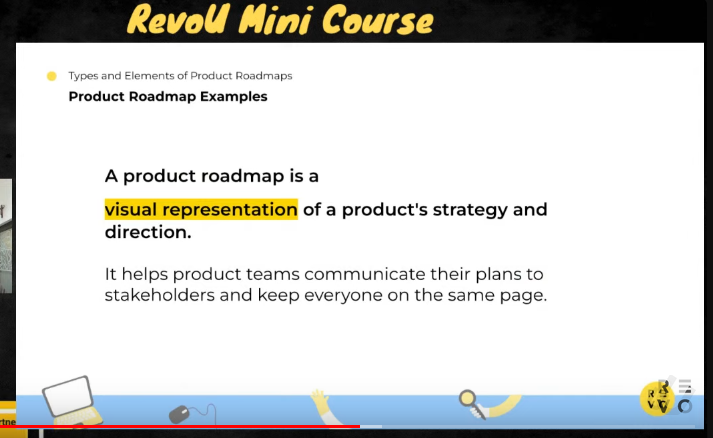 RevoU Mini Course
Types and Elements of Product Roadmaps
Product Roadmap Examples
A product roadmap is a
visual representation of a product's strategy and
direction.
It helps product teams communicate their plans to
stakeholders and keep everyone on the same page.